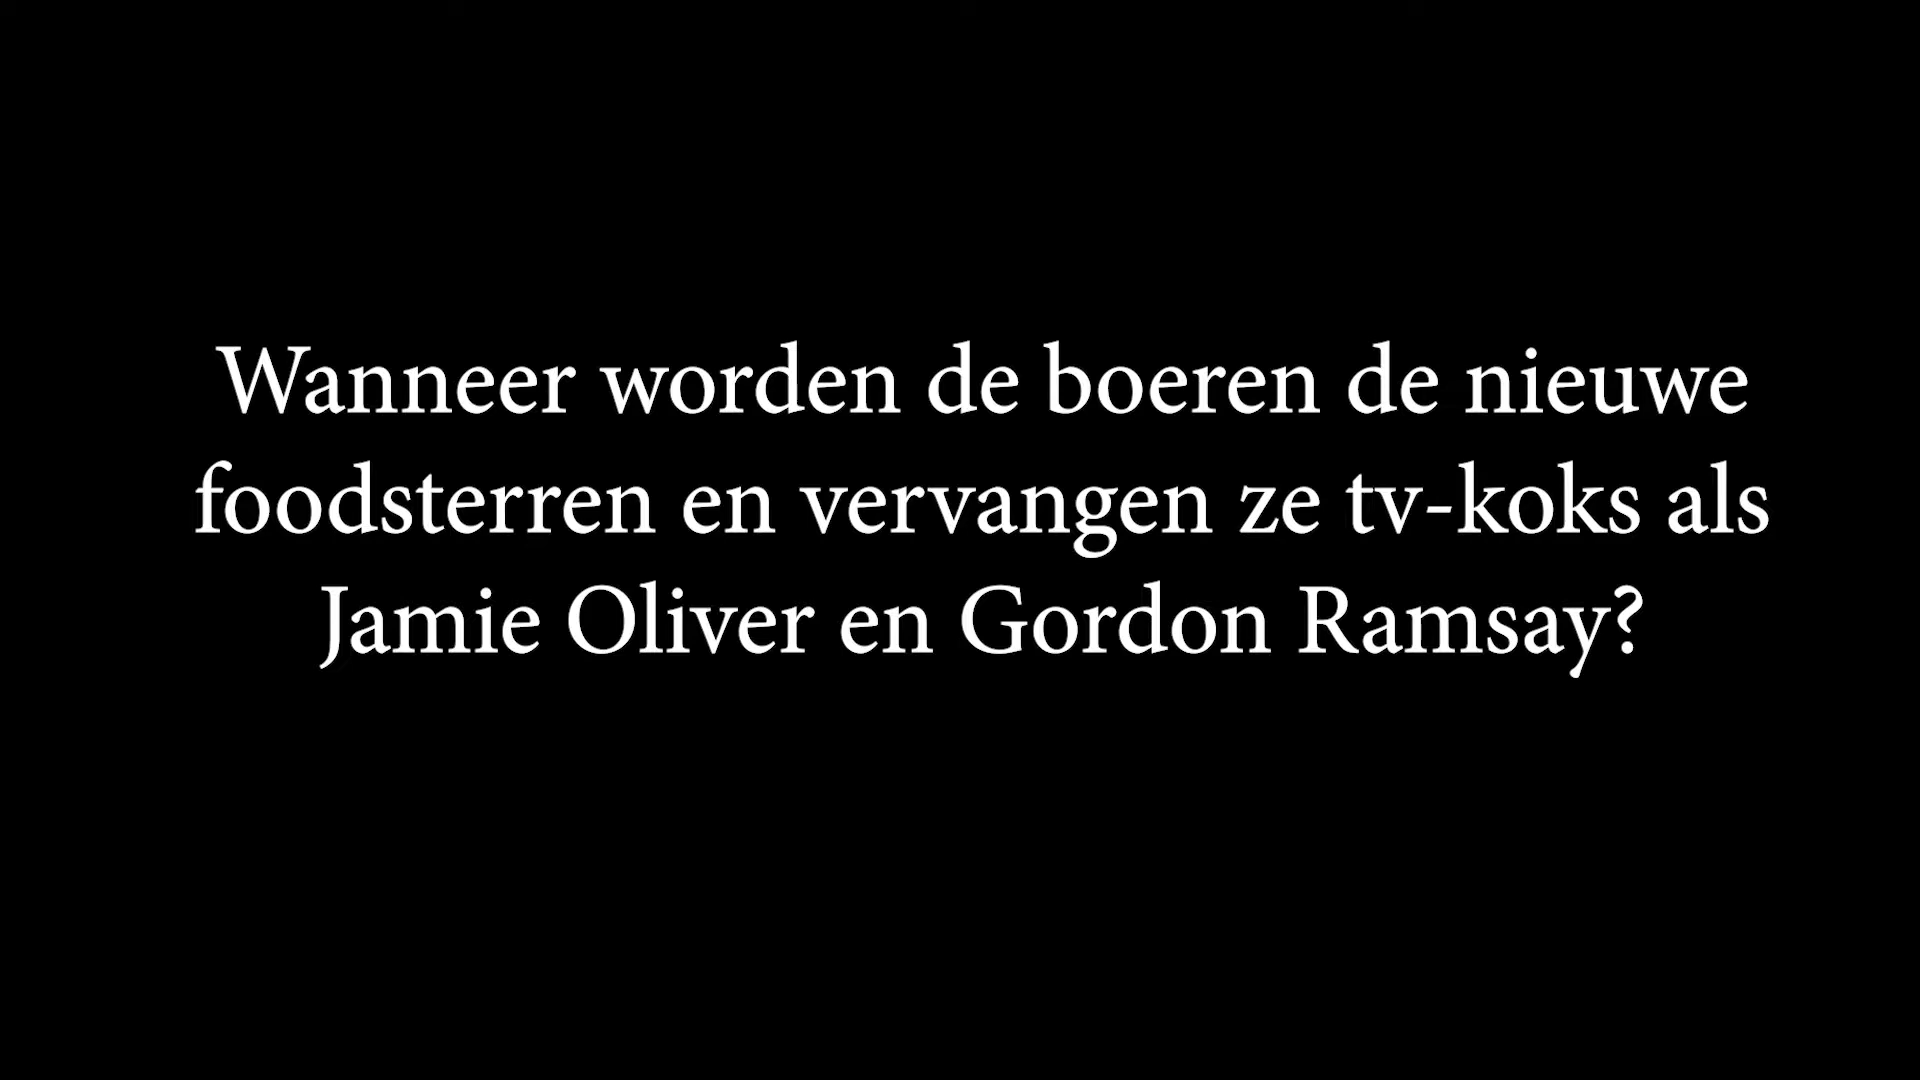 Wanneer worden de boeren de nieuwe
foodsterren en vervangen ze tv-koks als
Jamie Oliver en Gordon Ramsay?